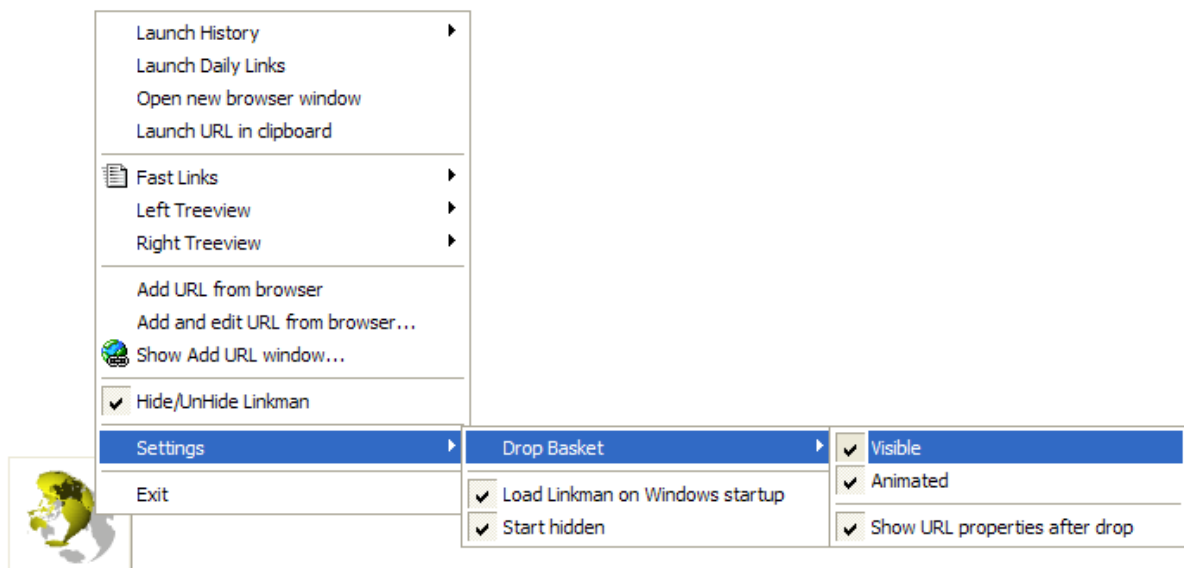 Launch History
Launch Daily Links
Open new browser window
Launch URL in clipboard
Fast Links
Left Treeview
Right Treeview
Add URL from browser
Add and edit URL from browser...
Show Add URL window...
Hide/UnHide Linkman
Settings
Exit
Drop Basket
Load Linkman on Windows startup
Start hidden
Visible
Animated
Show URL properties after drop